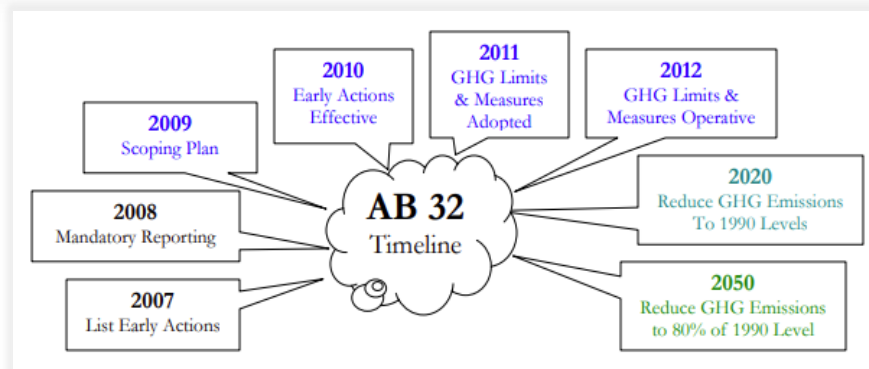 2007
List Early Actions
2008
Mandatory Reporting
2009
Scoping Plan
2010
Early Actions
Effective
2011
GHG Limits
& Measures
Adopted
2012
GHG Limits &
Measures Operative
2020
Reduce GHG Emissions
To 1990 Levels
2050
Reduce GHG Emissions
to 80% of 1990 Level
AB 32
Timeline